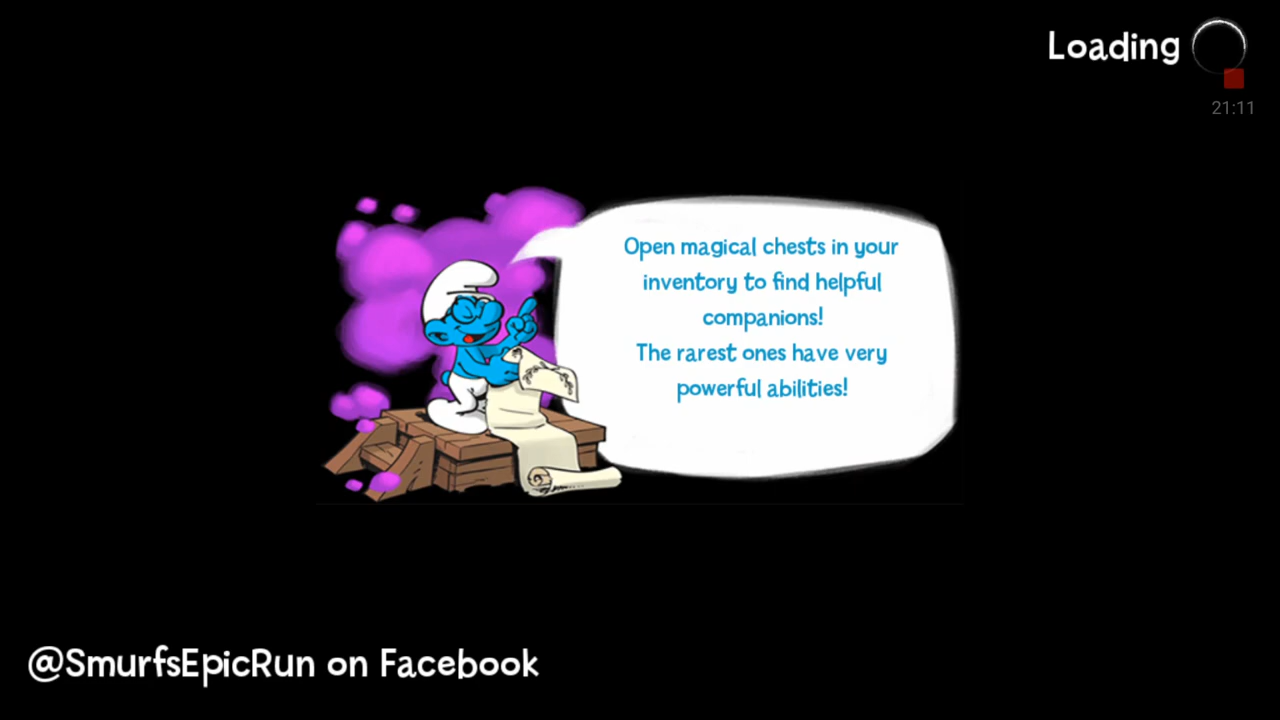 Loading
21:11
Open magical chests in your
inventory to find helpful
companions!
The rarest ones have very
powerful abilities!
@SmurfsEpicRun on Facebook